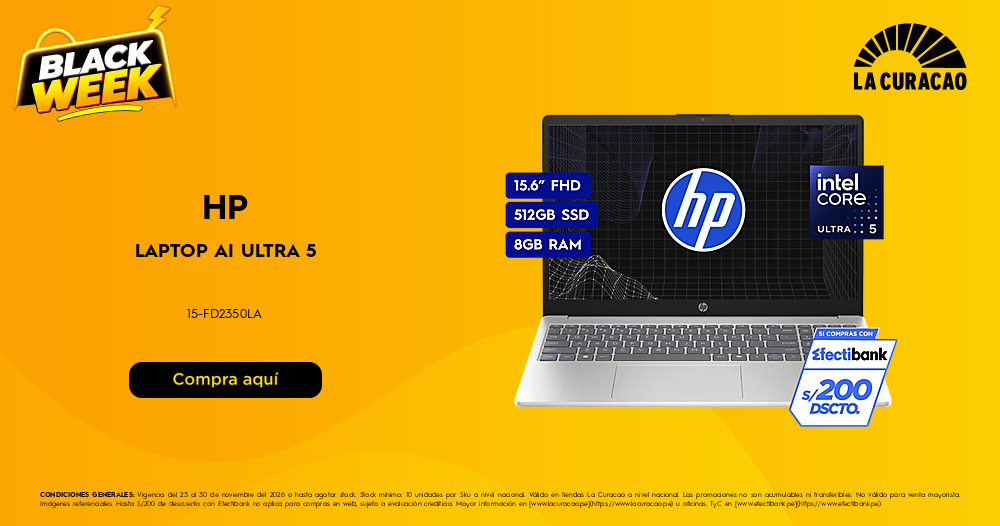 BLACK
WEEK
LA CURACAO
HP
LAPTOP AI ULTRA 5
15-FD2350LA
Compra aquí
15.6” FHD
512GB SSD
8GB RAM
hp
intel
CORE
ULTRA 5
hp
SI COMPRAS CON
Efectibank
S/200
DSCTO.
CONDICIONES GENERALES: Vigencia del 23 al 30 de noviembre del 2026 o hasta agotar stock. Stock mínimo: 10 unidades por Sku a nivel nacional. Válido en tiendas La Curacao a nivel nacional. Las promociones no son acumulables ni transferibles. No válido para venta mayorista.
Imágenes referenciales. Hasta S/200 de descuento con Efectibank no aplica para compras en web, sujeto a evaluación crediticia. Mayor información en [www.lacuracao.pe](https://www.lacuracao.pe) u oficinas. TyC en [www.efectibank.pe](https://www.efectibank.pe).